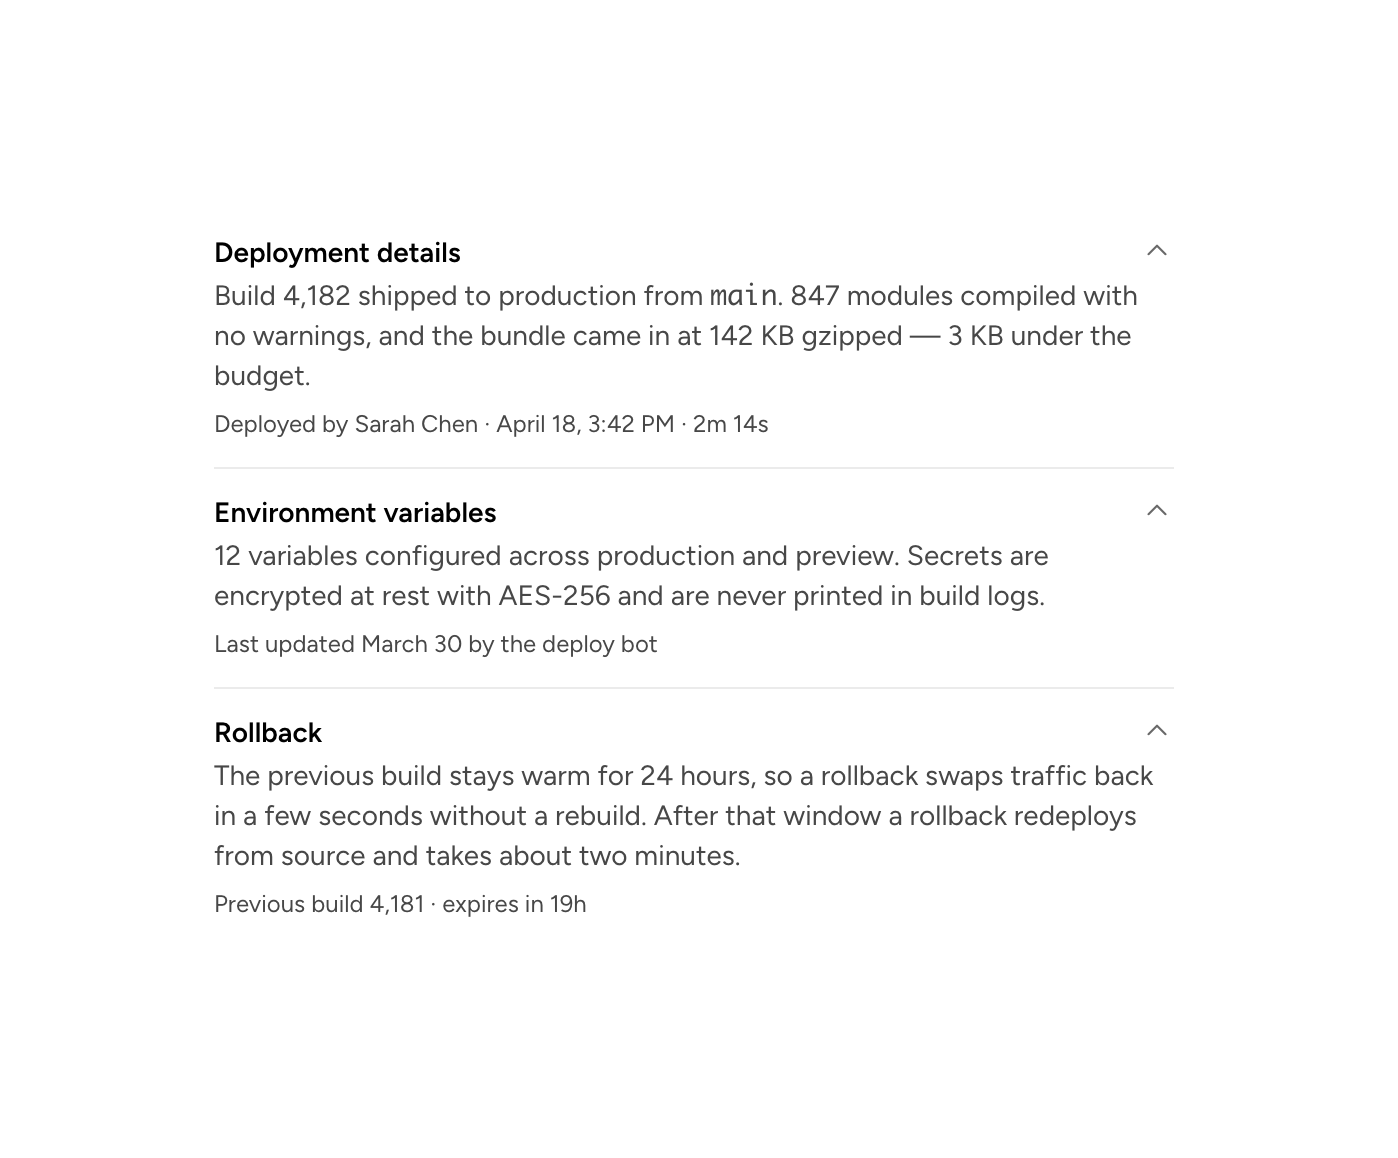 Deployment details
Build 4,182 shipped to production from main. 847 modules compiled with
no warnings, and the bundle came in at 142 KB gzipped — 3 KB under the
budget.
Deployed by Sarah Chen · April 18, 3:42 PM · 2m 14s
Environment variables
12 variables configured across production and preview. Secrets are
encrypted at rest with AES-256 and are never printed in build logs.
Last updated March 30 by the deploy bot
Rollback
The previous build stays warm for 24 hours, so a rollback swaps traffic back
in a few seconds without a rebuild. After that window a rollback redeploys
from source and takes about two minutes.
Previous build 4,181 · expires in 19h